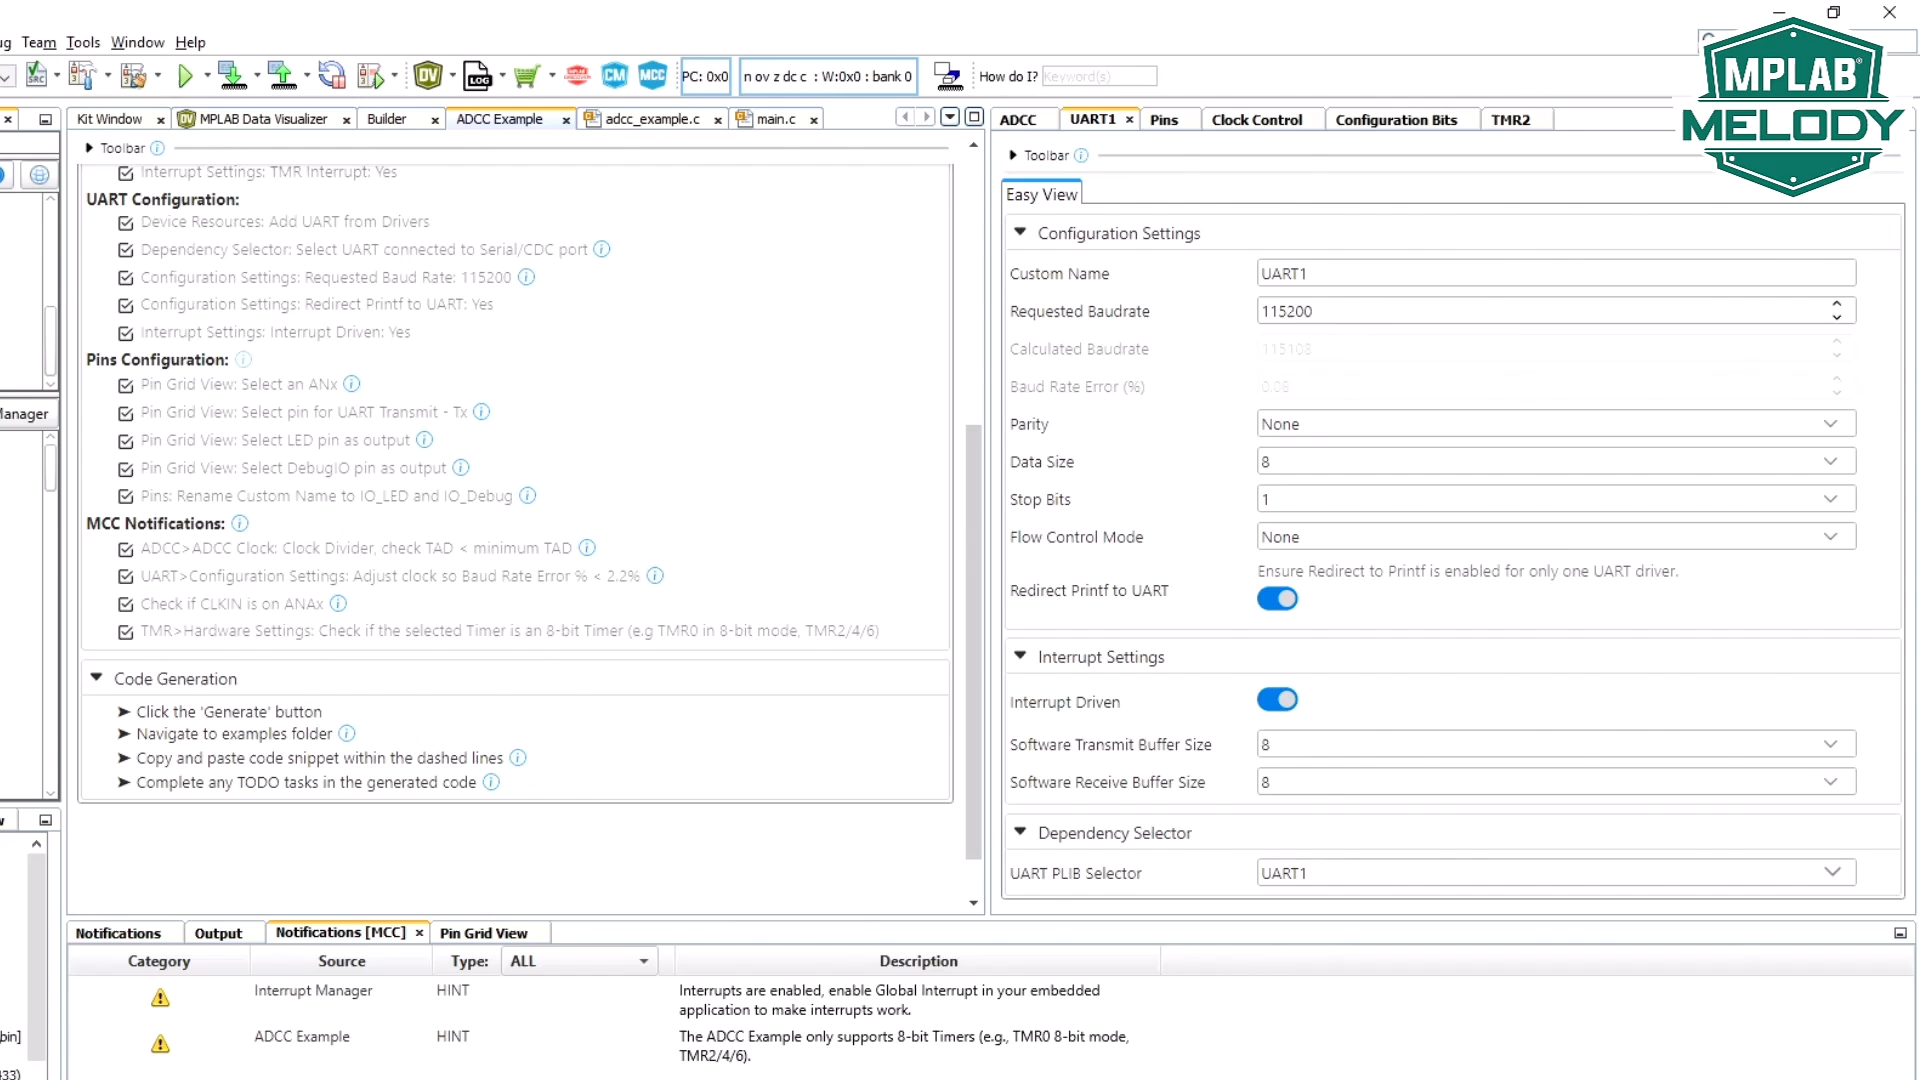 ug Team Tools Window Help
PC: 0x0 n ov z dc c : W:0x0 : bank 0 How do I? Keyword(s)
SRC DV LOG CM MCC
MPLAB®
MELODY
Kit Window MPLAB Data Visualizer Builder ADCC Example adcc_example.c main.c
ADCC UART1 Pins Clock Control Configuration Bits TMR2
Toolbar
Interrupt Settings: TMR Interrupt: Yes
UART Configuration:
Device Resources: Add UART from Drivers
Dependency Selector: Select UART connected to Serial/CDC port
Configuration Settings: Requested Baud Rate: 115200
Configuration Settings: Redirect Printf to UART: Yes
Interrupt Settings: Interrupt Driven: Yes
Pins Configuration:
Pin Grid View: Select an ANx
Pin Grid View: Select pin for UART Transmit - Tx
Pin Grid View: Select LED pin as output
Pin Grid View: Select DebugIO pin as output
Pins: Rename Custom Name to IO_LED and IO_Debug
MCC Notifications:
ADCC>ADCC Clock: Clock Divider, check TAD < minimum TAD
UART>Configuration Settings: Adjust clock so Baud Rate Error % < 2.2%
Check if CLKIN is on ANAx
TMR>Hardware Settings: Check if the selected Timer is an 8-bit Timer (e.g TMR0 in 8-bit mode, TMR2/4/6)
Code Generation
Click the 'Generate' button
Navigate to examples folder
Copy and paste code snippet within the dashed lines
Complete any TODO tasks in the generated code
Toolbar
Easy View
Configuration Settings
Custom Name UART1
Requested Baudrate 115200
Calculated Baudrate 115108
Baud Rate Error (%) 0.08
Parity None
Data Size 8
Stop Bits 1
Flow Control Mode None
Ensure Redirect to Printf is enabled for only one UART driver.
Redirect Printf to UART
Interrupt Settings
Interrupt Driven
Software Transmit Buffer Size 8
Software Receive Buffer Size 8
Dependency Selector
UART PLIB Selector UART1
Manager
Notifications Output Notifications [MCC] Pin Grid View
Category Source Type: ALL Description
Interrupt Manager HINT Interrupts are enabled, enable Global Interrupt in your embedded
application to make interrupts work.
ADCC Example HINT The ADCC Example only supports 8-bit Timers (e.g., TMR0 8-bit mode,
TMR2/4/6).
bin]
433)